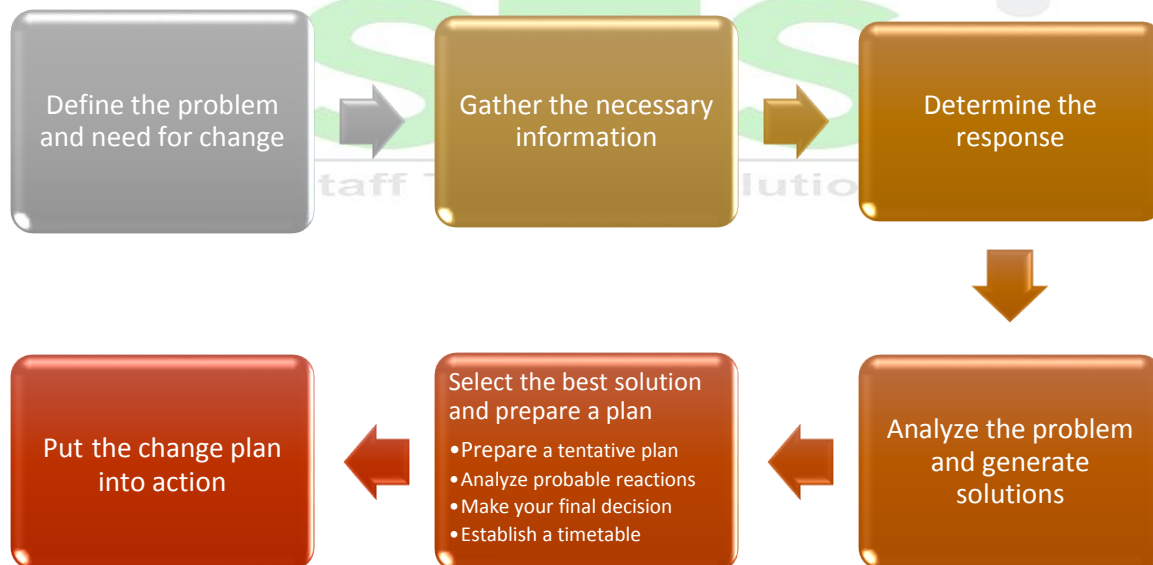 Define the problem
and need for change
Gather the necessary
information
Determine the
response
Analyze the problem
and generate
solutions
Select the best solution
and prepare a plan
•Prepare a tentative plan
•Analyze probable reactions
•Make your final decision
•Establish a timetable
Put the change plan
into action